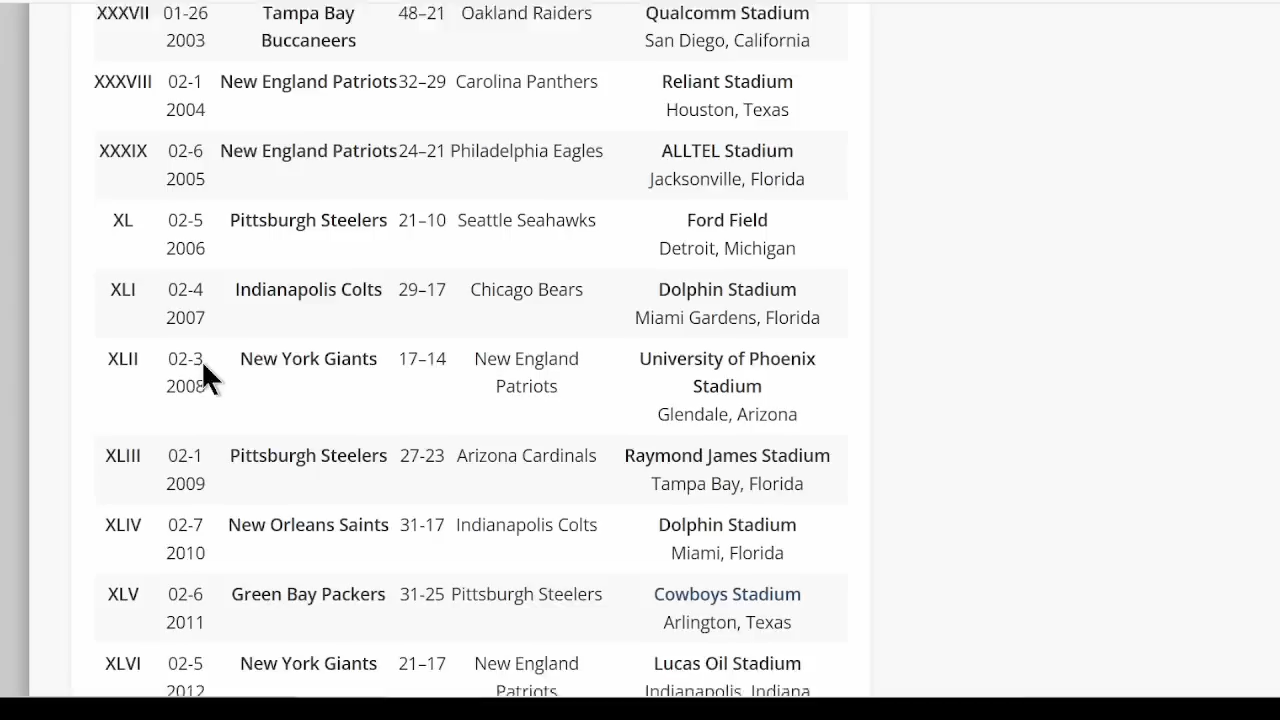 XXXVII 01-26 Tampa Bay 48–21 Oakland Raiders Qualcomm Stadium
2003 Buccaneers San Diego, California
XXXVIII 02-1 New England Patriots 32–29 Carolina Panthers Reliant Stadium
2004 Houston, Texas
XXXIX 02-6 New England Patriots 24–21 Philadelphia Eagles ALLTEL Stadium
2005 Jacksonville, Florida
XL 02-5 Pittsburgh Steelers 21–10 Seattle Seahawks Ford Field
2006 Detroit, Michigan
XLI 02-4 Indianapolis Colts 29–17 Chicago Bears Dolphin Stadium
2007 Miami Gardens, Florida
XLII 02-3 New York Giants 17–14 New England University of Phoenix
2008 Patriots Stadium
Glendale, Arizona
XLIII 02-1 Pittsburgh Steelers 27-23 Arizona Cardinals Raymond James Stadium
2009 Tampa Bay, Florida
XLIV 02-7 New Orleans Saints 31-17 Indianapolis Colts Dolphin Stadium
2010 Miami, Florida
XLV 02-6 Green Bay Packers 31-25 Pittsburgh Steelers Cowboys Stadium
2011 Arlington, Texas
XLVI 02-5 New York Giants 21–17 New England Lucas Oil Stadium
2012 Patriots Indianapolis, Indiana